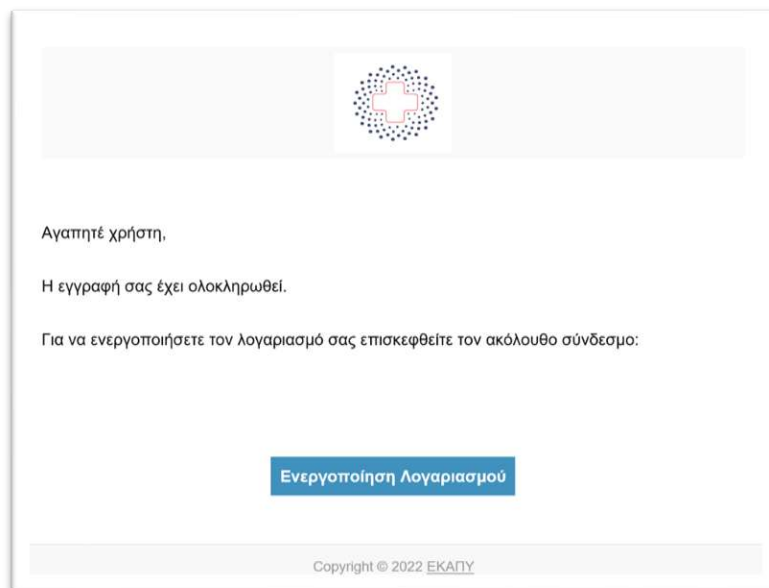 Αγαπητέ χρήστη,
Η εγγραφή σας έχει ολοκληρωθεί.
Για να ενεργοποιήσετε τον λογαριασμό σας επισκεφθείτε τον ακόλουθο σύνδεσμο:
Ενεργοποίηση Λογαριασμού
Copyright © 2022 ΕΚΑΠΥ